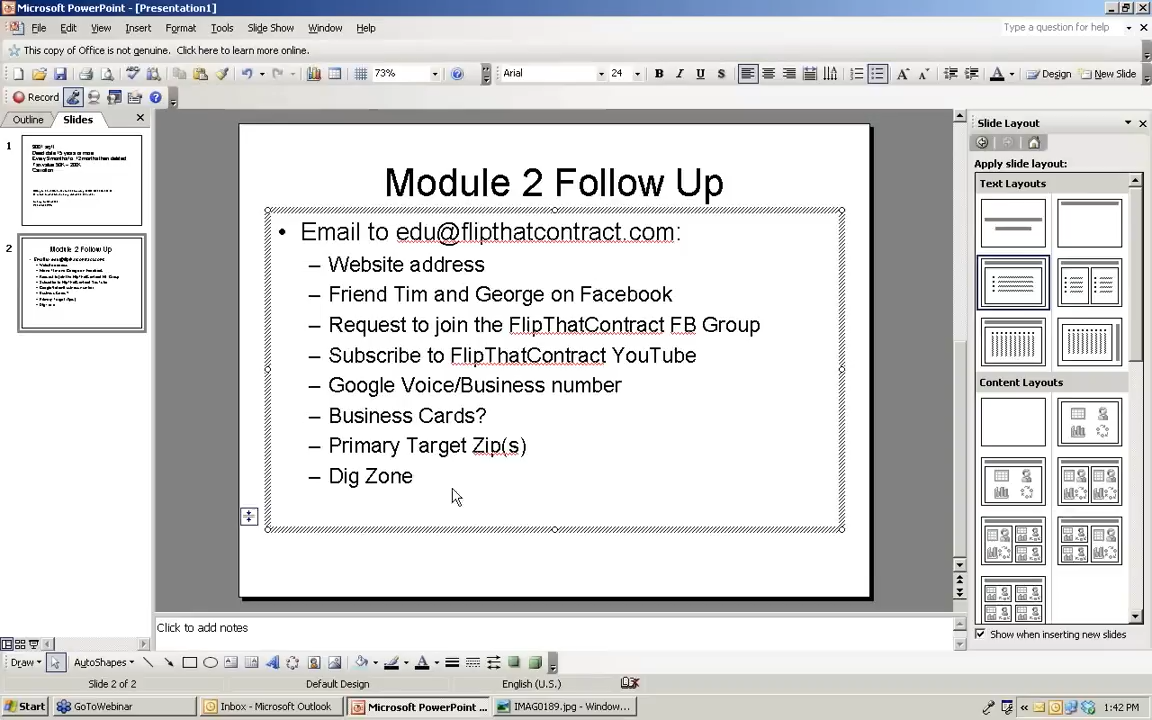 Microsoft PowerPoint - [Presentation1]
File Edit View Insert Format Tools Slide Show Window Help
Type a question for help
This copy of Office is not genuine. Click here to learn more online.
73%
Arial
24
Design
New Slide
Record
Outline
Slides
Slide Layout
Apply slide layout:
Text Layouts
Content Layouts
Show when inserting new slides
1
2
Module 2 Follow Up
Module 2 Follow Up
• Email to edu@flipthatcontract.com:
– Website address
– Friend Tim and George on Facebook
– Request to join the FlipThatContract FB Group
– Subscribe to FlipThatContract YouTube
– Google Voice/Business number
– Business Cards?
– Primary Target Zip(s)
– Dig Zone
Click to add notes
Draw
AutoShapes
Slide 2 of 2
Default Design
English (U.S.)
Start
GoToWebinar
Inbox - Microsoft Outlook
Microsoft PowerPoint ...
IMAG0189.jpg - Window...
1:42 PM